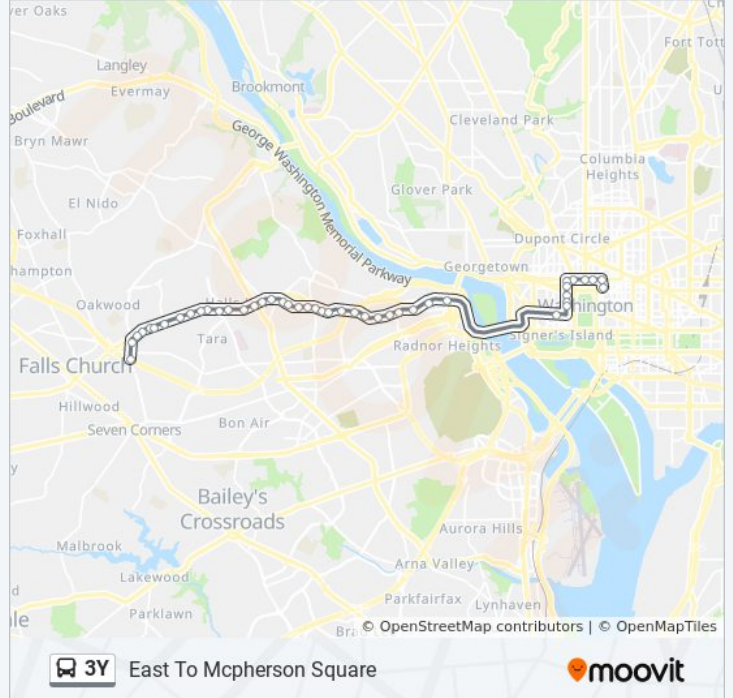 ver Oaks
Ch
Fort Tott
Langley
Evermay
Brookmont
U
Boulevard
Cleveland Park
George Washington Memorial Parkway
Bryn Mawr
Columbia
Heights
Glover Park
El Nido
Foxhall
Dupont Circle
hampton
Georgetown
Oakwood
Washington
Tara
Signer's Island
Radnor Heights
Falls Church
Hillwood
Bon Air
Seven Corners
y
Bailey's
Crossroads
Aurora Hills
Malbrook
Arna Valley
Lakewood
d
Parkfairfax
Lynhaven
Parklawn
le
© OpenStreetMap contributors | © OpenMapTiles
3Y East To Mcpherson Square
moovit